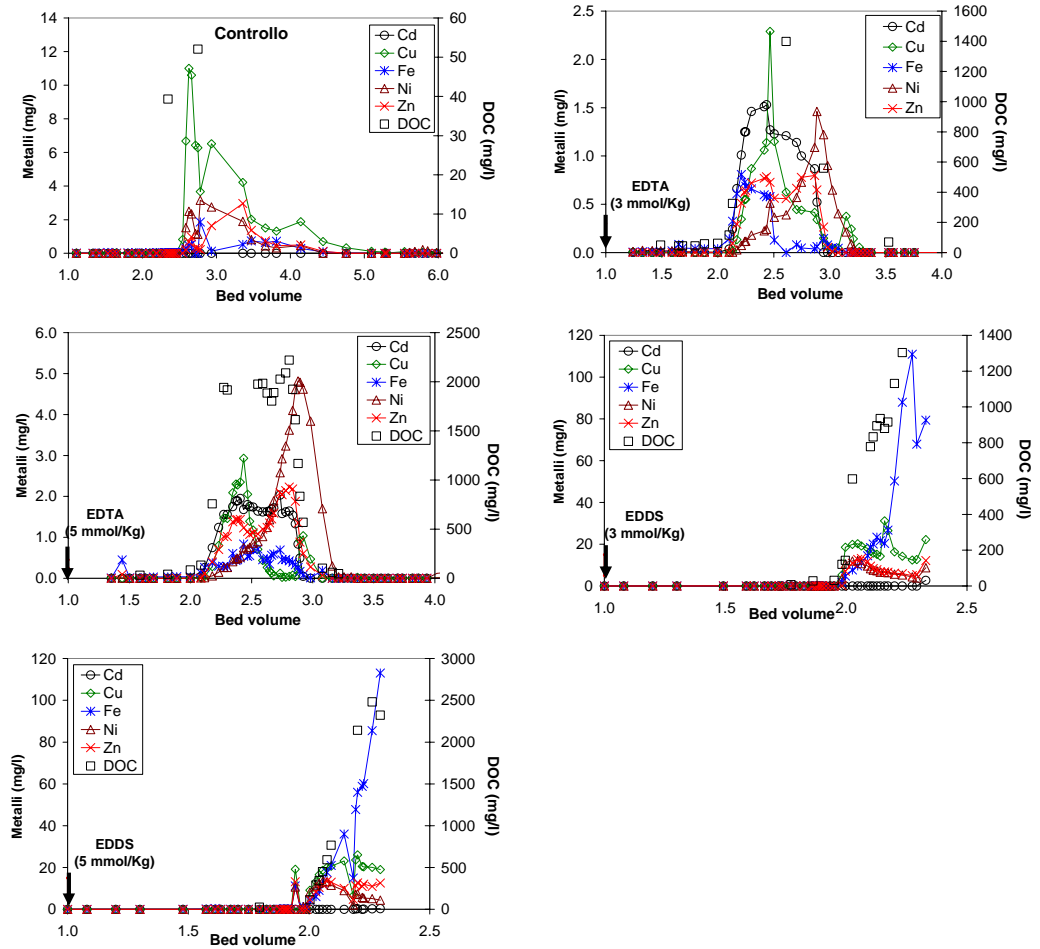 Controllo
Metalli (mg/l)
14
12
10
8
6
4
2
0
60
50
40
30
20
10
0
DOC (mg/l)
Cd
Cu
Fe
Ni
Zn
DOC
1.0 2.0 3.0 4.0 5.0 6.0
Bed volume
Metalli (mg/l)
2.5
2.0
1.5
1.0
0.5
0.0
1600
1400
1200
1000
800
600
400
200
0
DOC (mg/l)
Cd
Cu
Fe
Ni
Zn
EDTA
(3 mmol/Kg)
1.0 1.5 2.0 2.5 3.0 3.5 4.0
Bed volume
Metalli (mg/l)
6.0
5.0
4.0
3.0
2.0
1.0
0.0
2500
2000
1500
1000
500
0
DOC (mg/l)
Cd
Cu
Fe
Ni
Zn
DOC
EDTA
(5 mmol/Kg)
1.0 1.5 2.0 2.5 3.0 3.5 4.0
Bed volume
Metalli (mg/l)
120
100
80
60
40
20
0
1400
1200
1000
800
600
400
200
0
DOC (mg/l)
Cd
Cu
Fe
Ni
Zn
DOC
EDDS
(3 mmol/Kg)
1.0 1.5 2.0 2.5
Bed volume
Metalli (mg/l)
120
100
80
60
40
20
0
3000
2500
2000
1500
1000
500
0
DOC (mg/l)
Cd
Cu
Fe
Ni
Zn
DOC
EDDS
(5 mmol/Kg)
1.0 1.5 2.0 2.5
Bed volume